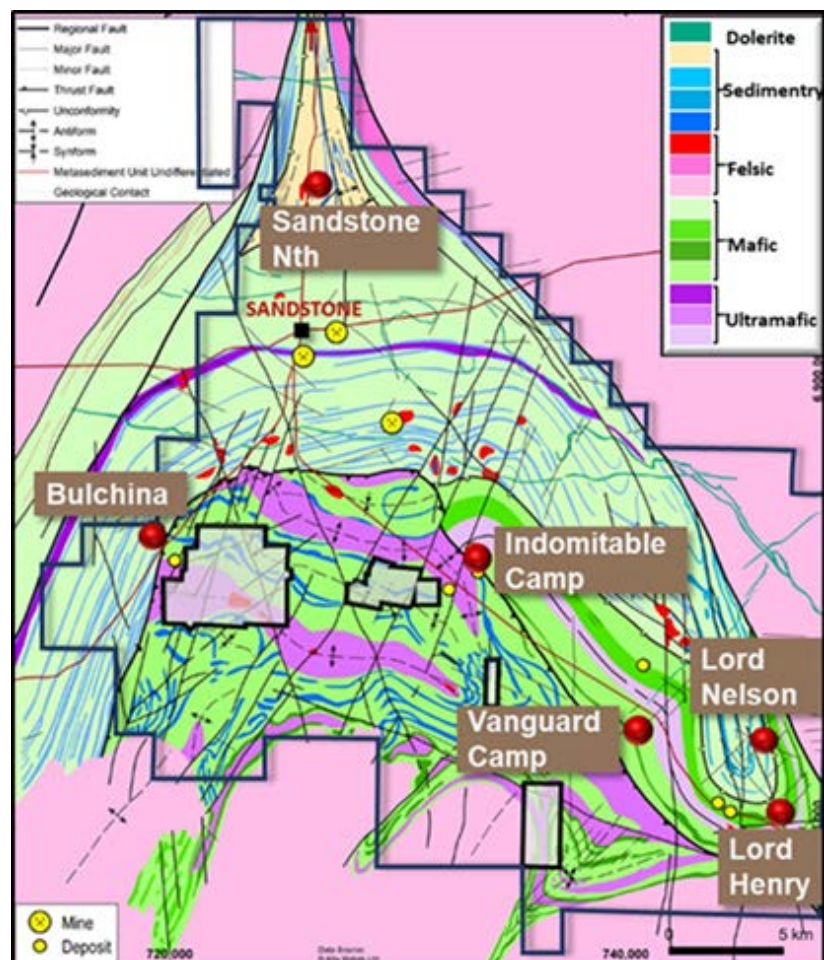 Regional Fault
Major Fault
Minor Fault
Thrust Fault
Unconformity
Antiform
Synform
Metasediment Unit Undifferentiated
Geological Contact
Dolerite
Sedimentry
Felsic
Mafic
Ultramafic
Sandstone
Nth
SANDSTONE
Bulchina
Indomitable
Camp
Lord
Nelson
Vanguard
Camp
Lord
Henry
Mine
Deposit
720,000
740,000
0
5 km